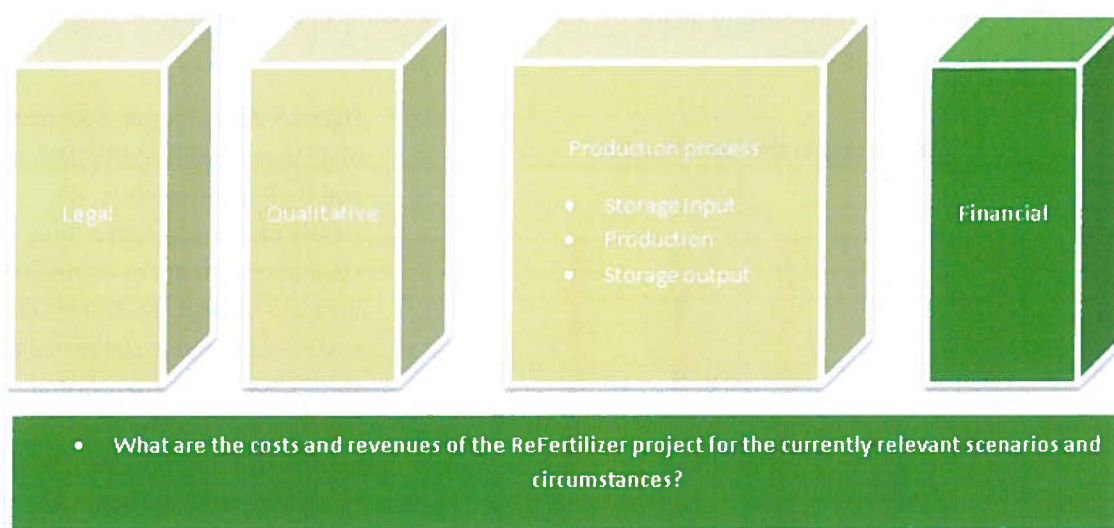 Legal
Qualitative
Production process
• Storage input
• Production
• Storage output
Financial
• What are the costs and revenues of the ReFertilizer project for the currently relevant scenarios and
circumstances?